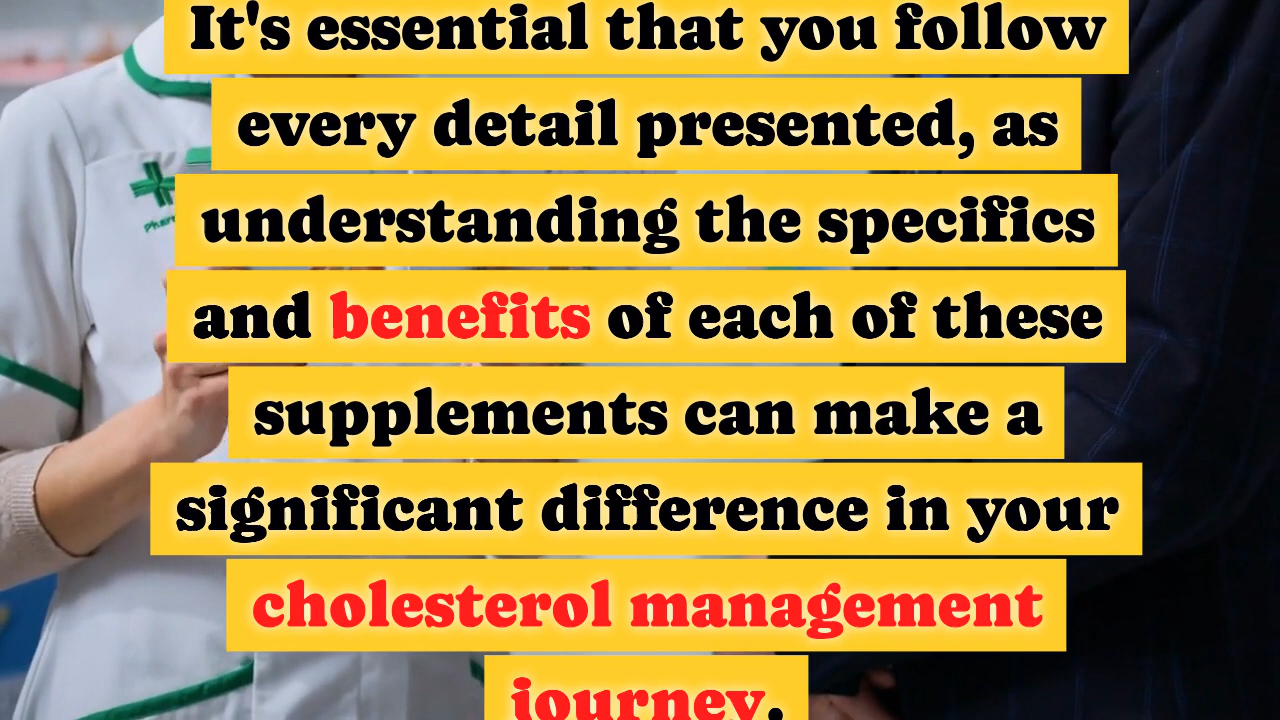 It's essential that you follow
every detail presented, as
understanding the specifics
and benefits of each of these
supplements can make a
significant difference in your
cholesterol management
journey.